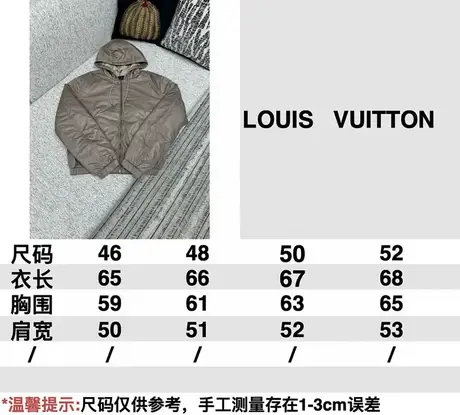 LOUIS VUITTON
尺码 46 48 50 52
衣长 65 66 67 68
胸围 59 61 63 65
肩宽 50 51 52 53
/ / / / /
*温馨提示:尺码仅供参考，手工测量存在1-3cm误差